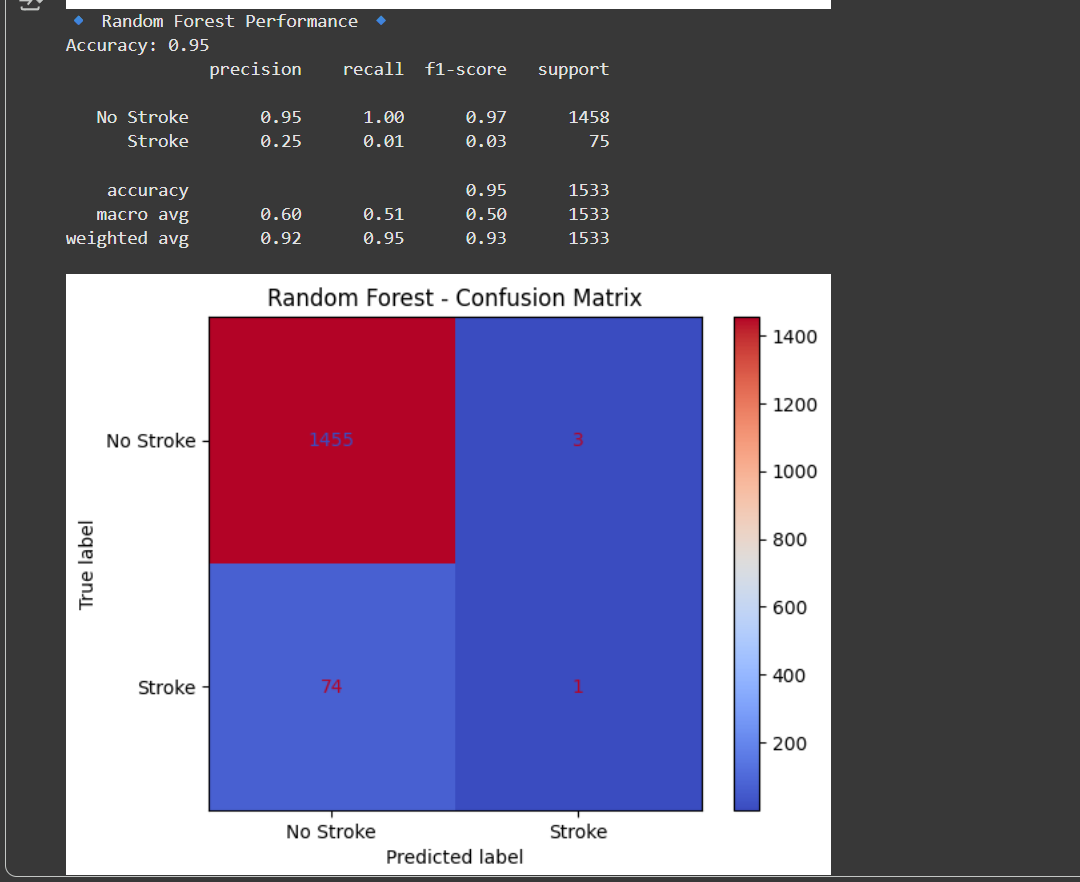 🔹 Random Forest Performance 🔹
Accuracy: 0.95
precision recall f1-score support
No Stroke 0.95 1.00 0.97 1458
Stroke 0.25 0.01 0.03 75
accuracy 0.95 1533
macro avg 0.60 0.51 0.50 1533
weighted avg 0.92 0.95 0.93 1533
Random Forest - Confusion Matrix
1400
1200
1000
800
600
400
200
No Stroke 1455 3
True label
Stroke 74 1
No Stroke Stroke
Predicted label